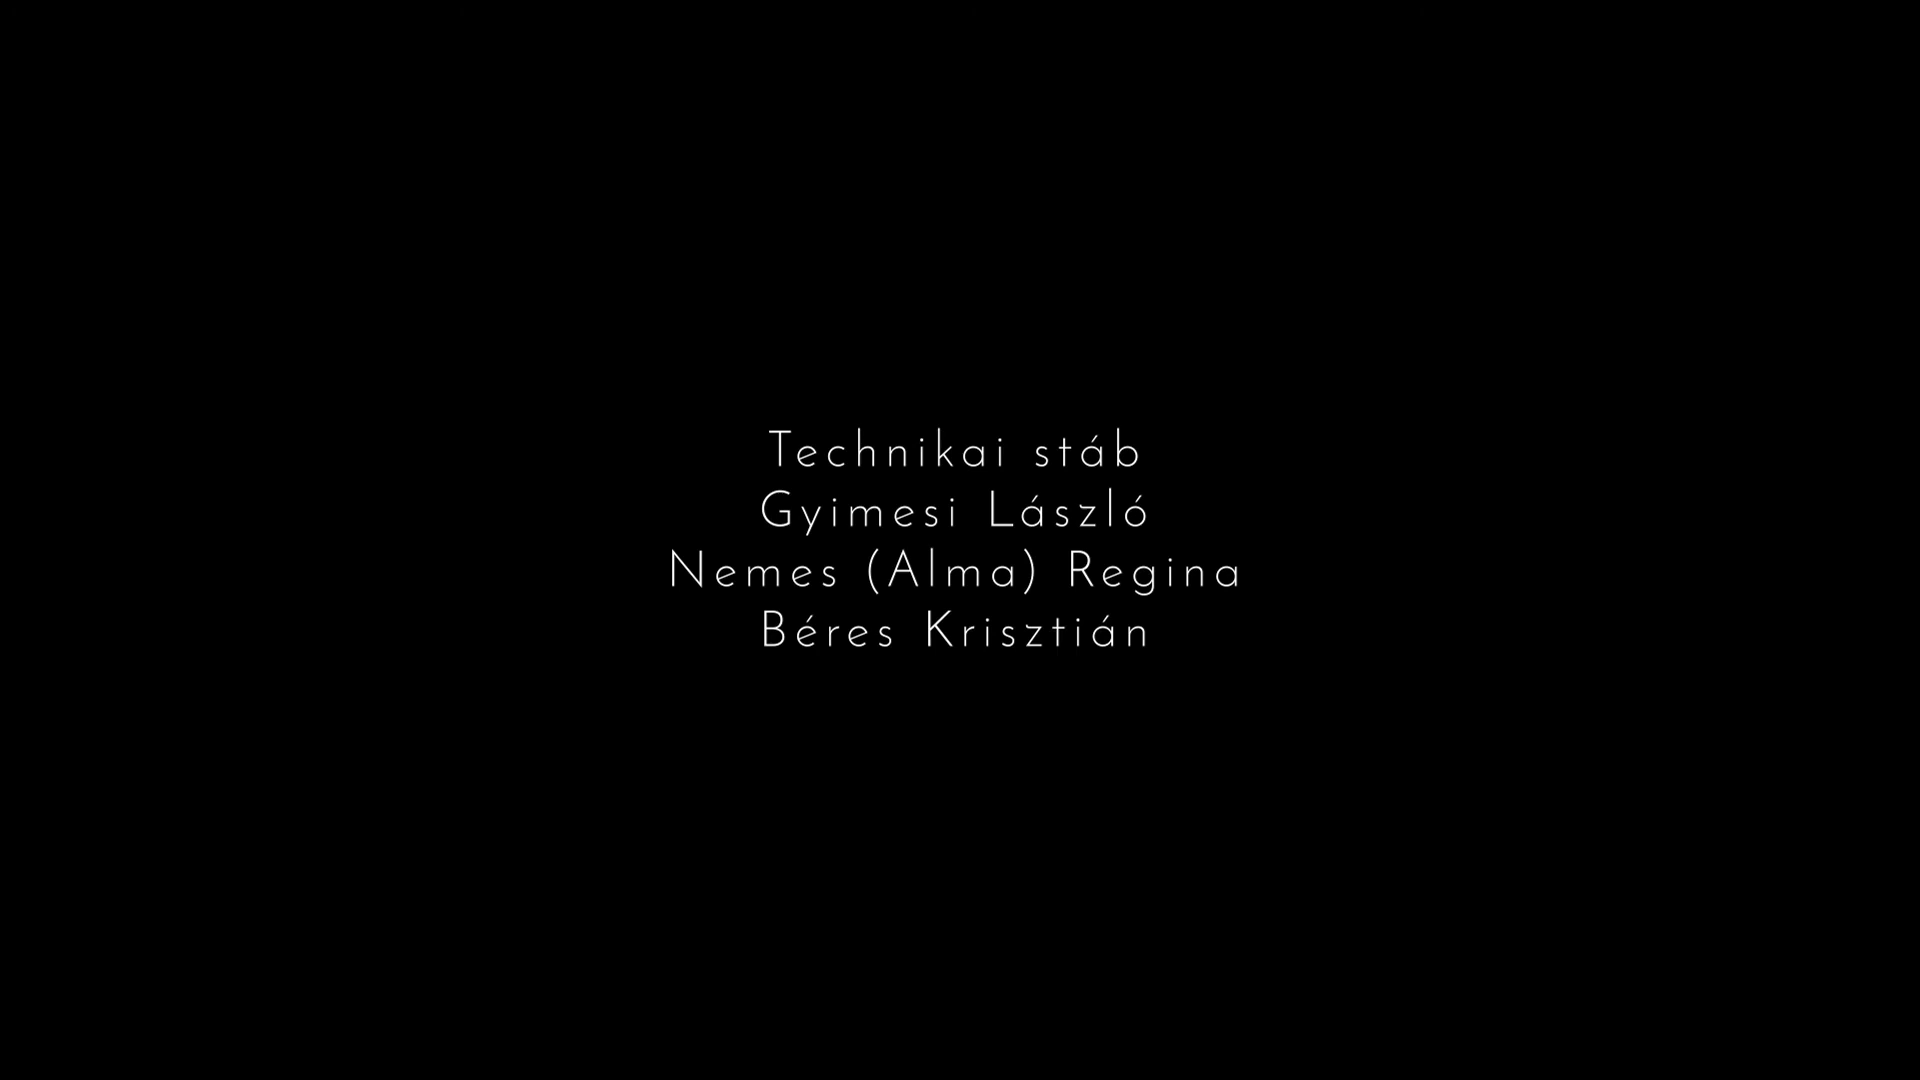 Technikai stáb
Gyimesi László
Nemes (Alma) Regina
Béres Krisztián